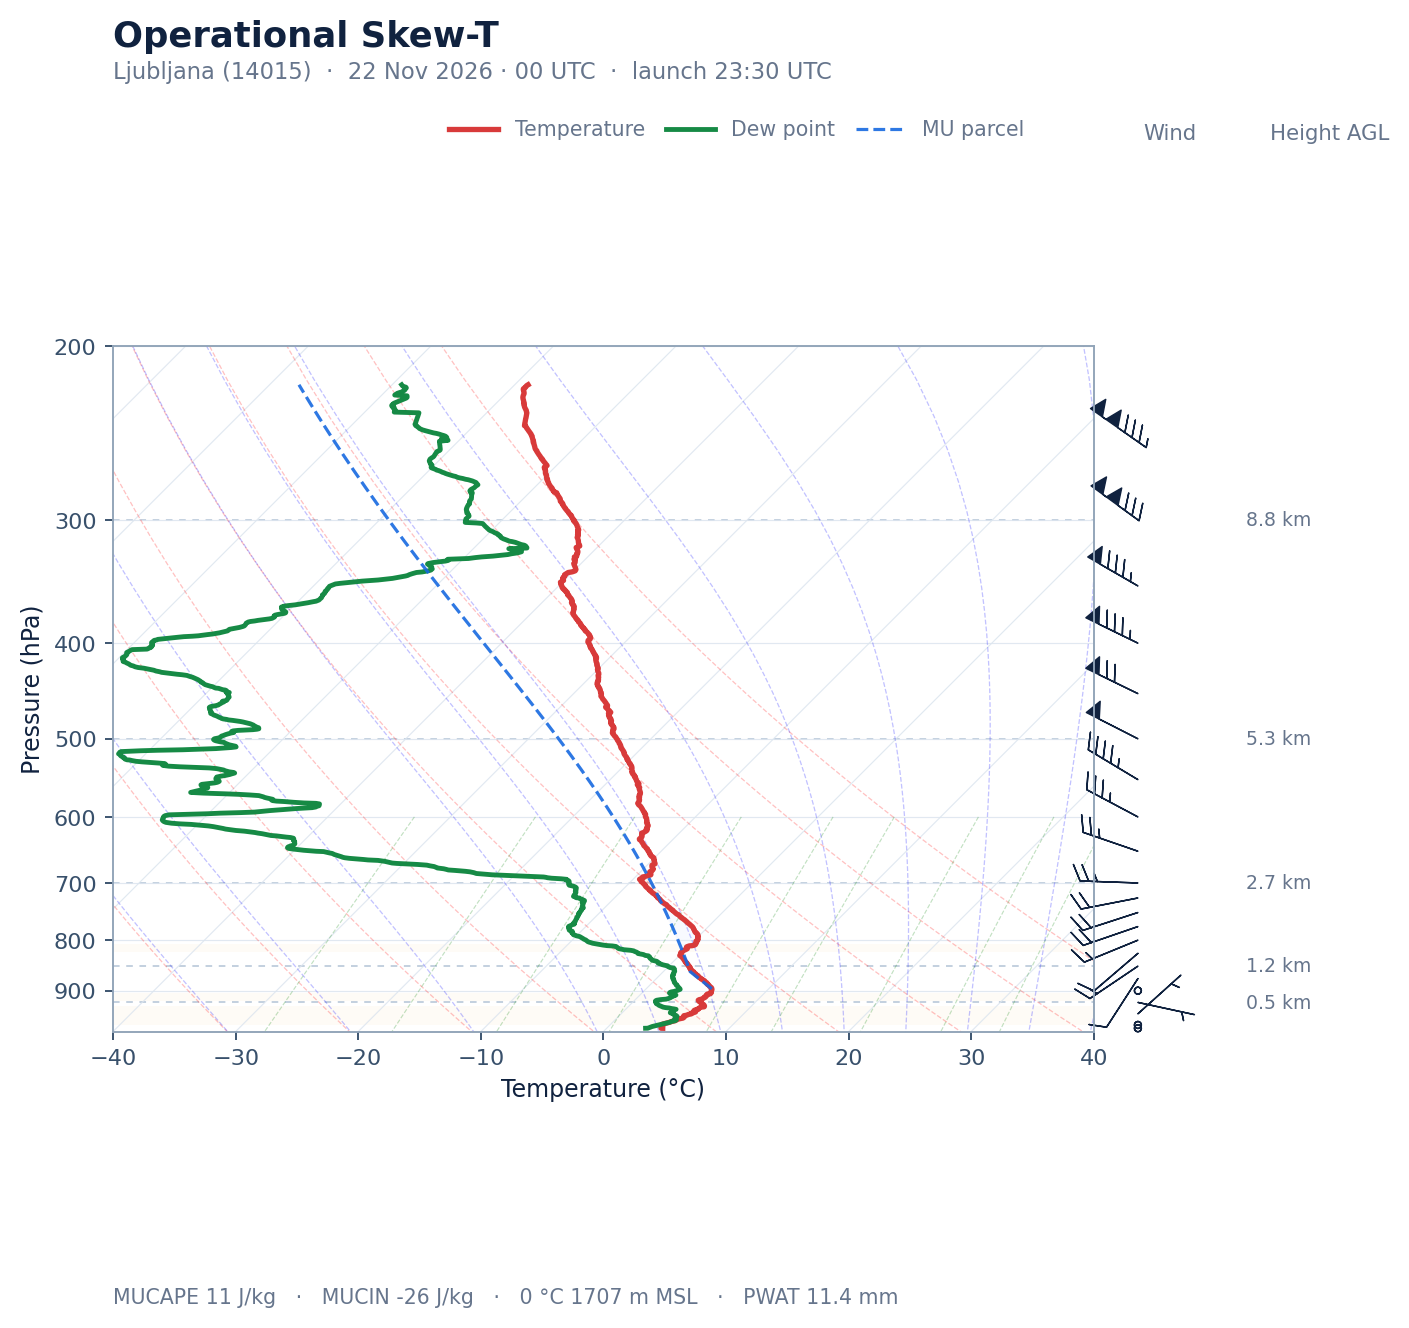 Operational Skew-T
Ljubljana (14015) · 22 Nov 2026 · 00 UTC · launch 23:30 UTC
Temperature Dew point MU parcel Wind Height AGL
200
300 8.8 km
400
500 5.3 km
600
700 2.7 km
800
1.2 km
900
0.5 km
−40 −30 −20 −10 0 10 20 30 40
Pressure (hPa)
Temperature (°C)
MUCAPE 11 J/kg · MUCIN -26 J/kg · 0 °C 1707 m MSL · PWAT 11.4 mm